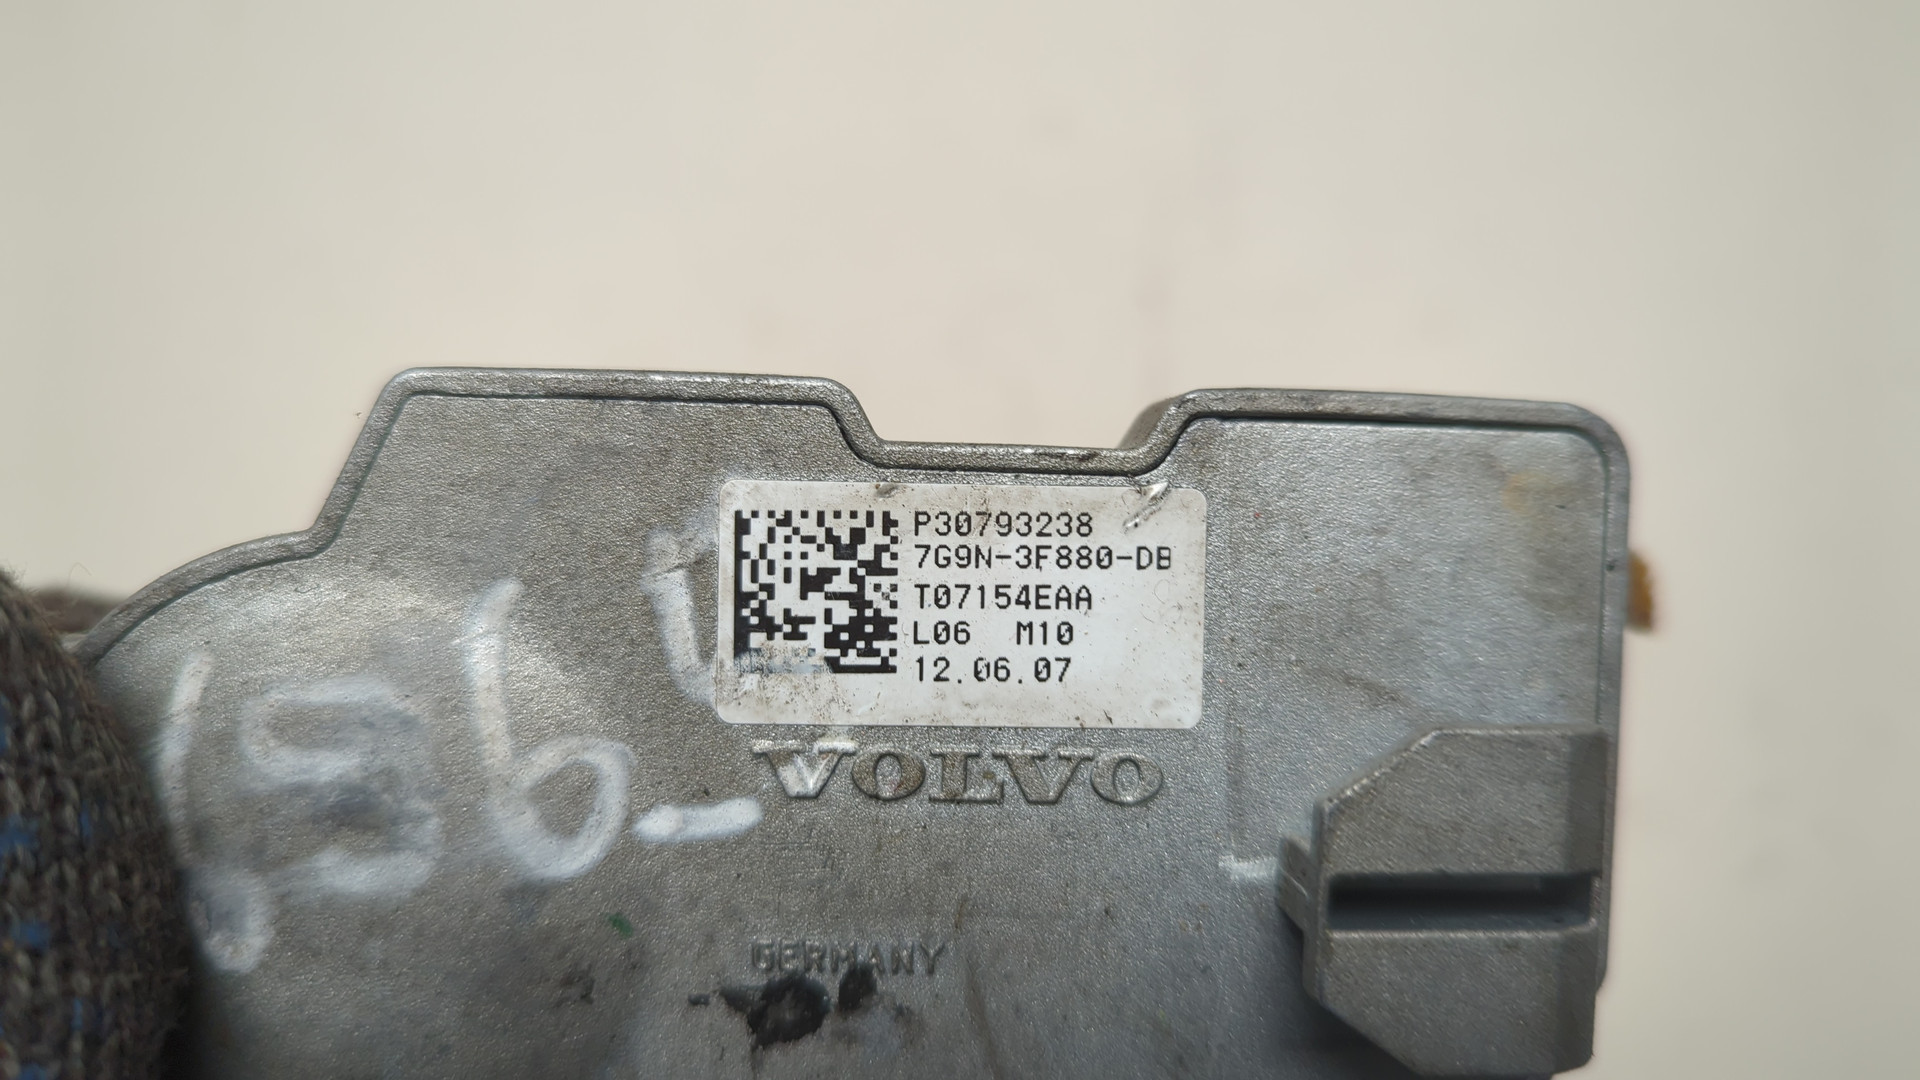 P30793238
7G9N-3F880-DB
T07154EAA
L06 M10
12.06.07
VOLVO
GERMANY